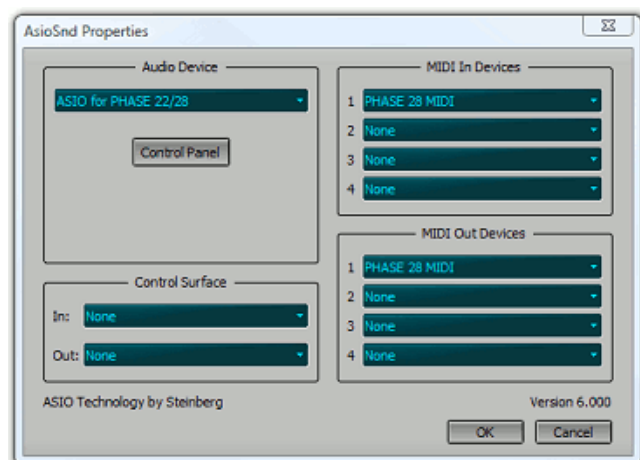 AsioSnd Properties
Audio Device
ASIO for PHASE 22/28
Control Panel
Control Surface
In: None
Out: None
MIDI In Devices
1 PHASE 28 MIDI
2 None
3 None
4 None
MIDI Out Devices
1 PHASE 28 MIDI
2 None
3 None
4 None
ASIO Technology by Steinberg
Version 6.000
OK
Cancel